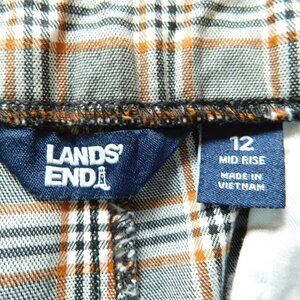 LANDS'
END
12
MID RISE
MADE IN
VIETNAM